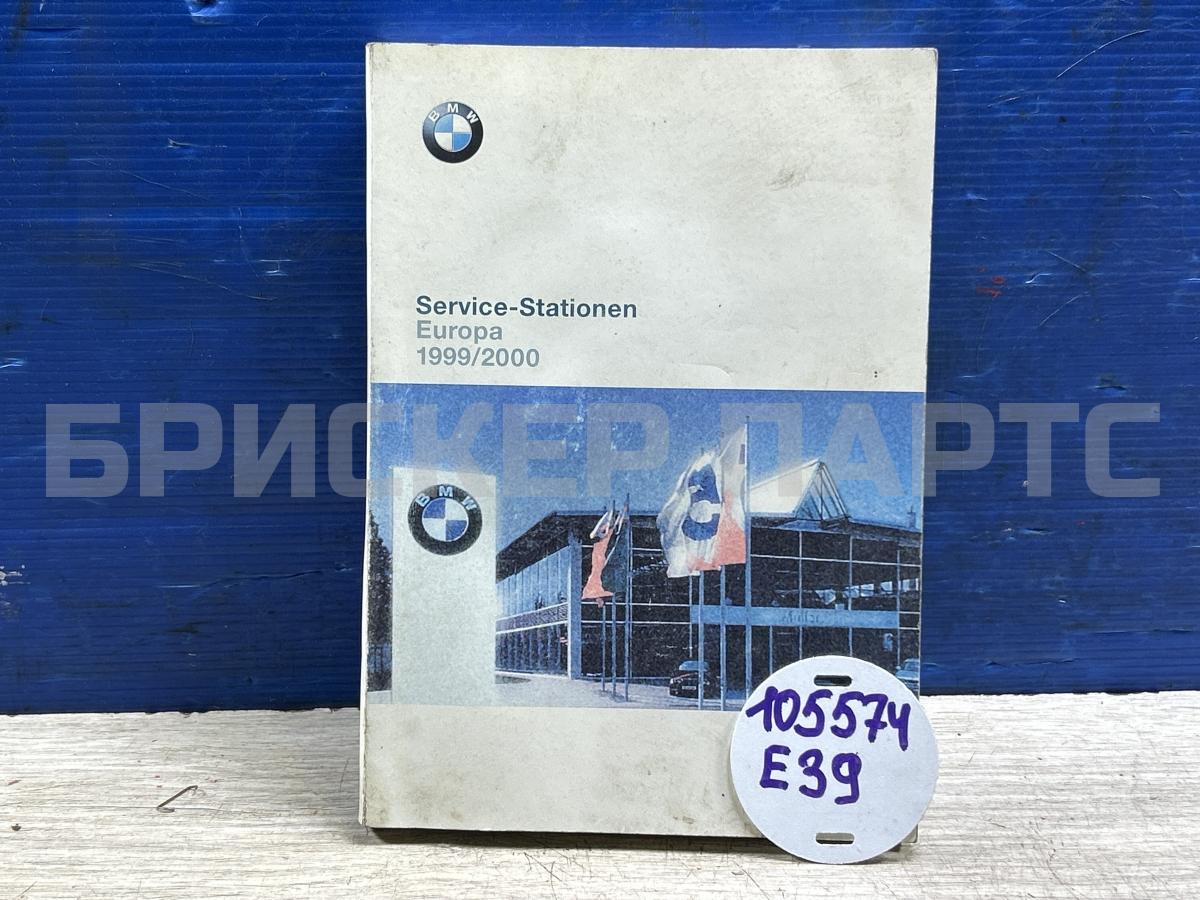 BMW
Service-Stationen
Europa
1999/2000
БРИСКЕР ПАРТС
BMW
105574
E39